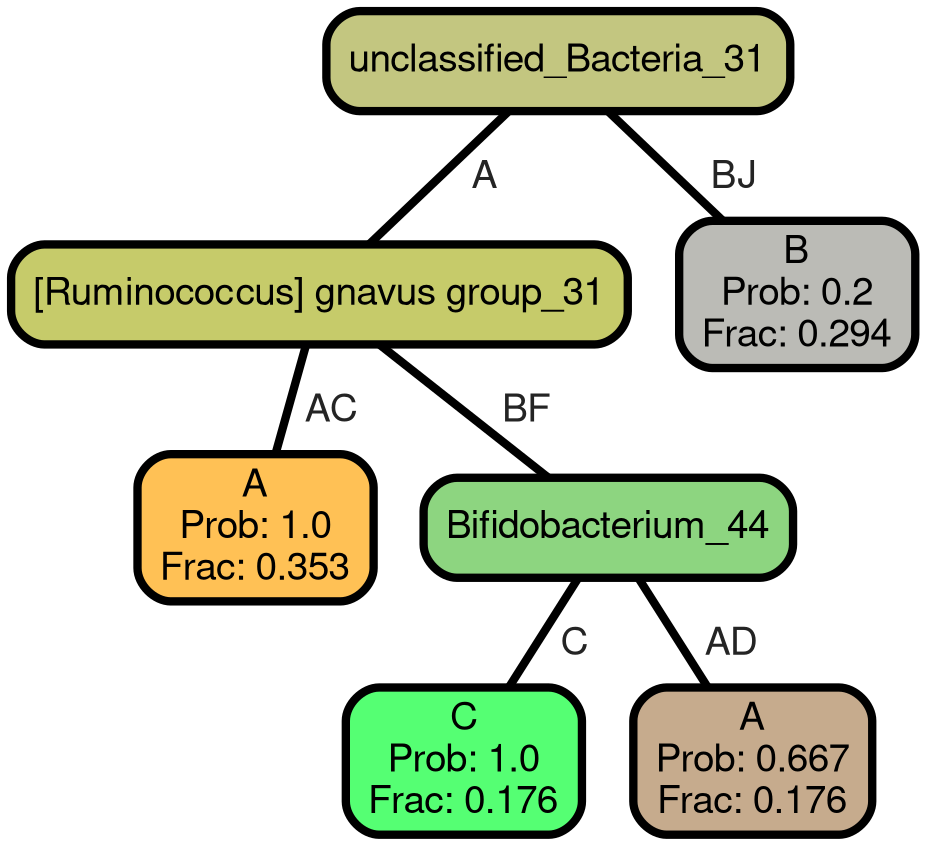 unclassified_Bacteria_31
A
BJ
[Ruminococcus] gnavus group_31
B
Prob: 0.2
Frac: 0.294
AC
BF
A
Prob: 1.0
Frac: 0.353
Bifidobacterium_44
C
AD
C
Prob: 1.0
Frac: 0.176
A
Prob: 0.667
Frac: 0.176